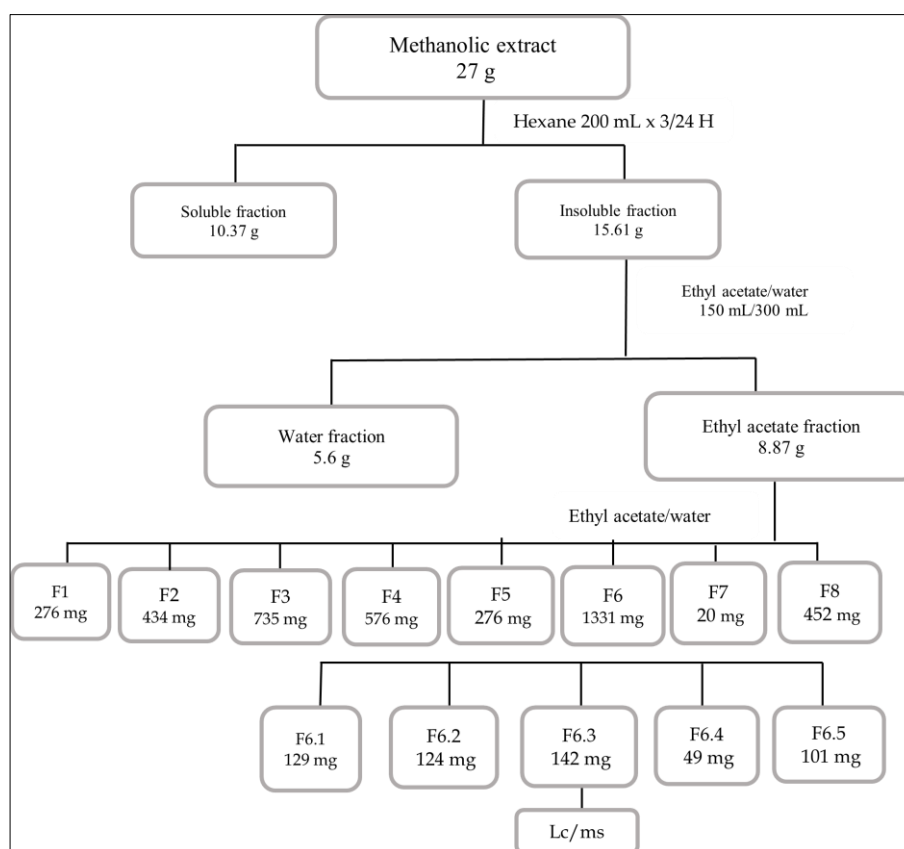 Methanolic extract
27 g
Hexane 200 mL x 3/24 H
Soluble fraction
10.37 g
Insoluble fraction
15.61 g
Ethyl acetate/water
150 mL/300 mL
Water fraction
5.6 g
Ethyl acetate fraction
8.87 g
Ethyl acetate/water
F1
276 mg
F2
434 mg
F3
735 mg
F4
576 mg
F5
276 mg
F6
1331 mg
F7
20 mg
F8
452 mg
F6.1
129 mg
F6.2
124 mg
F6.3
142 mg
F6.4
49 mg
F6.5
101 mg
Lc/ms